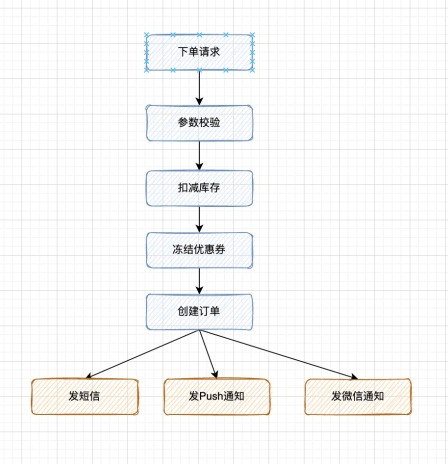 下单请求
参数校验
扣减库存
冻结优惠券
创建订单
发短信
发Push通知
发微信通知